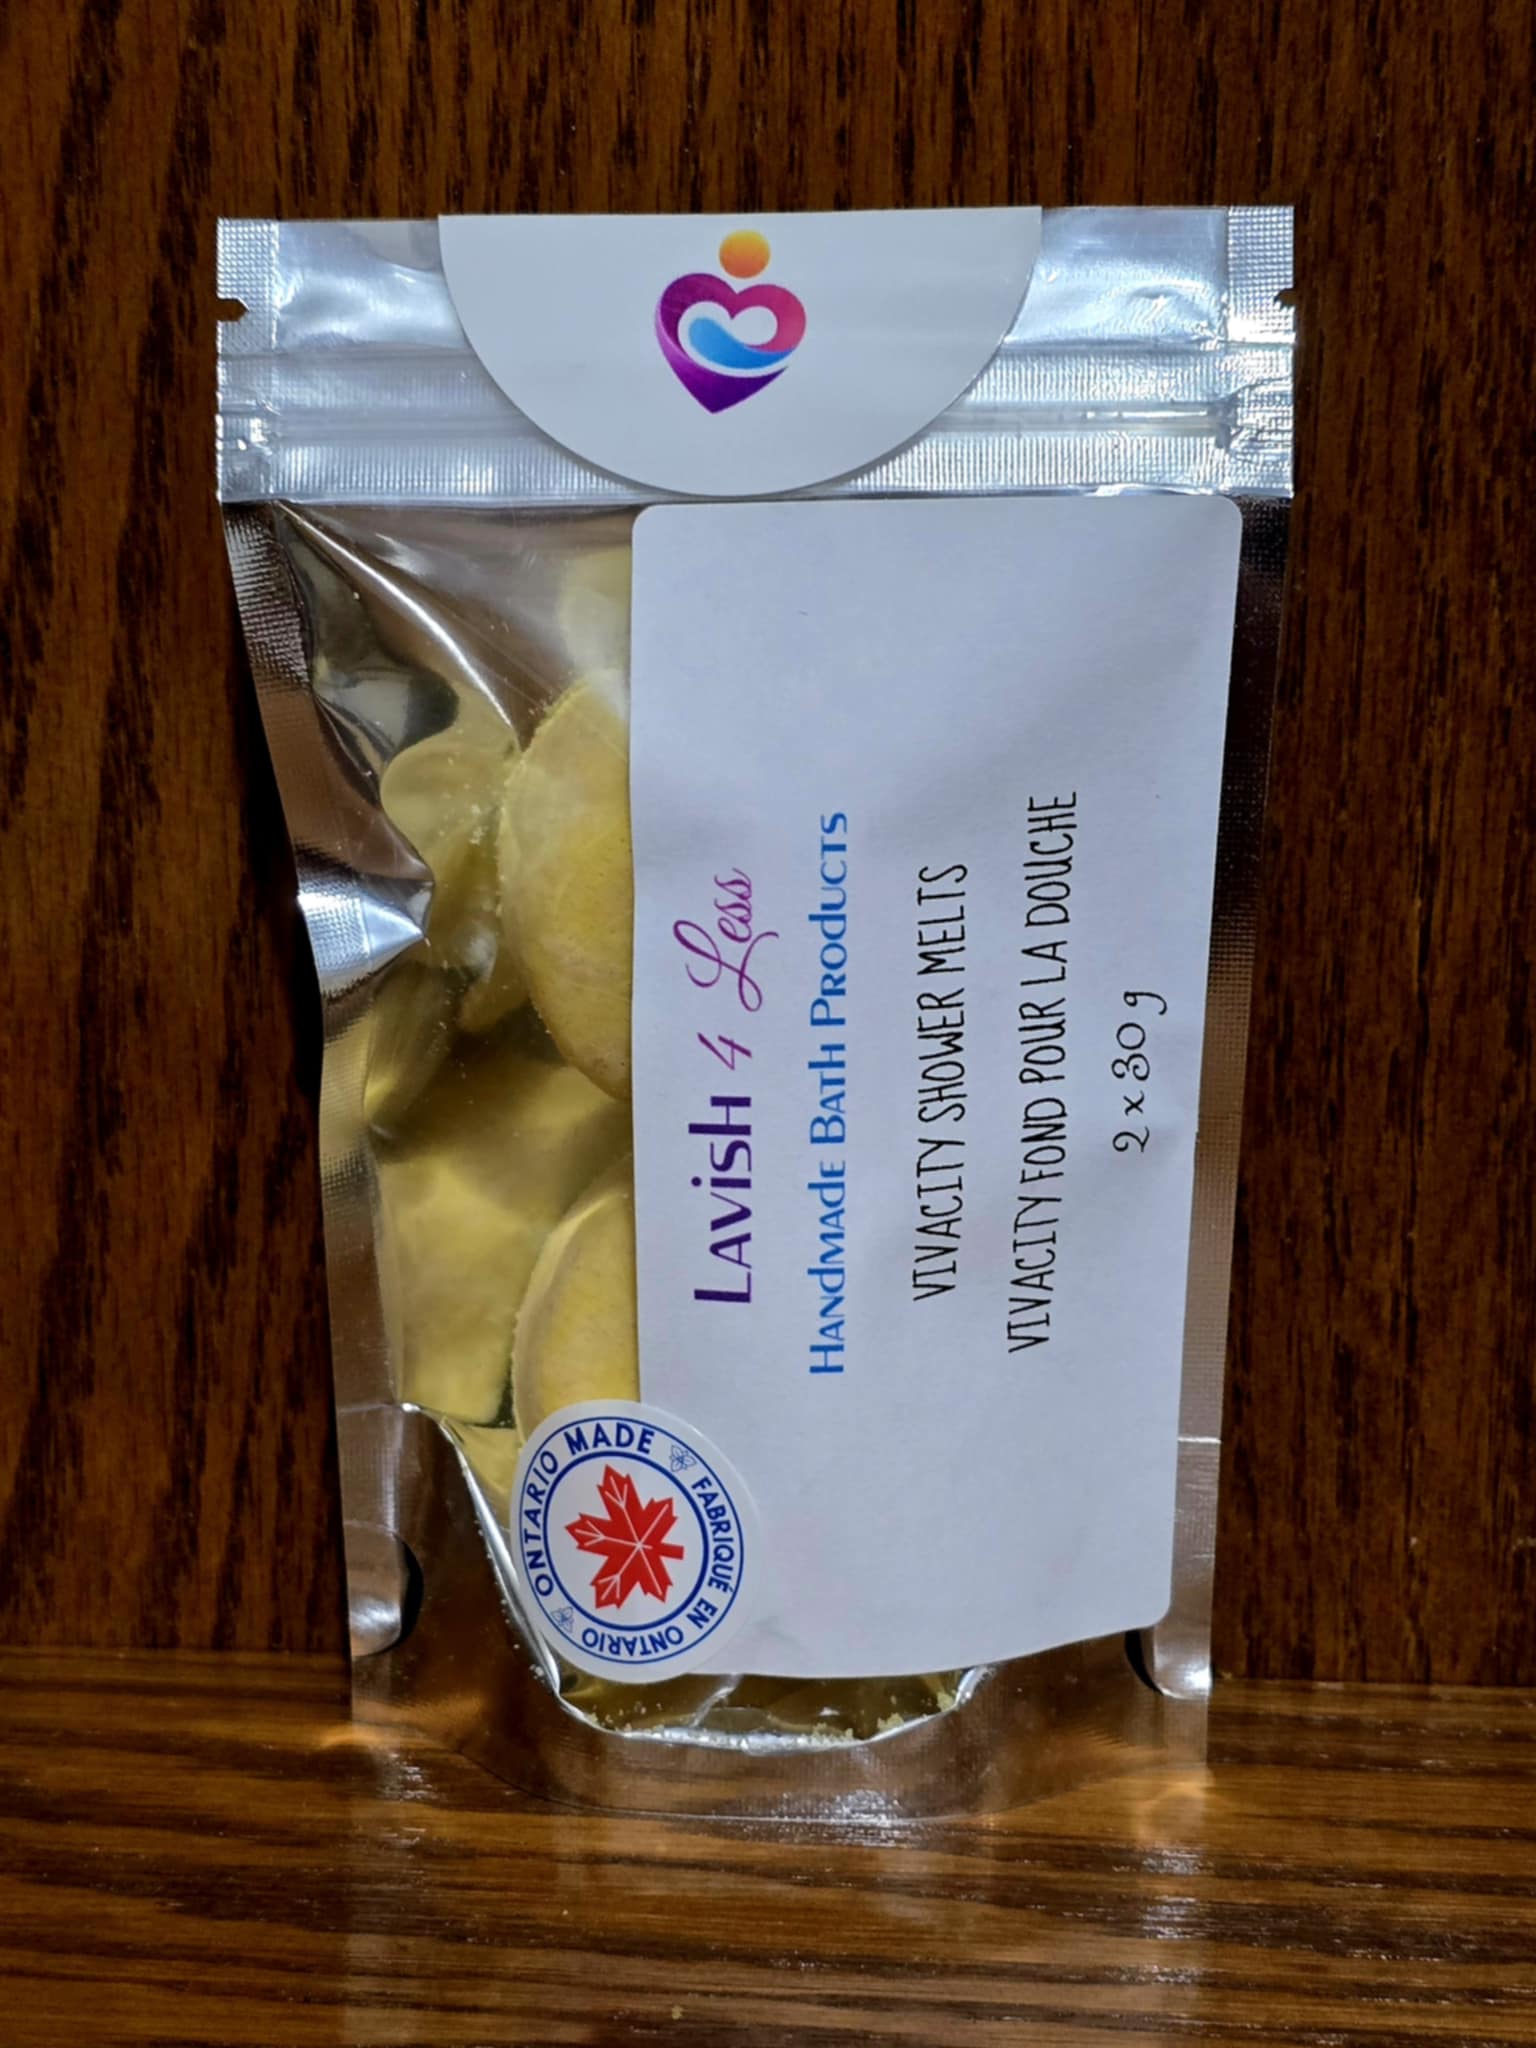 Lavish 4 Less
Handmade Bath Products
VIVACITY SHOWER MELTS
VIVACITY FOND POUR LA DOUCHE
2 x 30 g
ONTARIO MADE
FABRIQUÉ EN ONTARIO